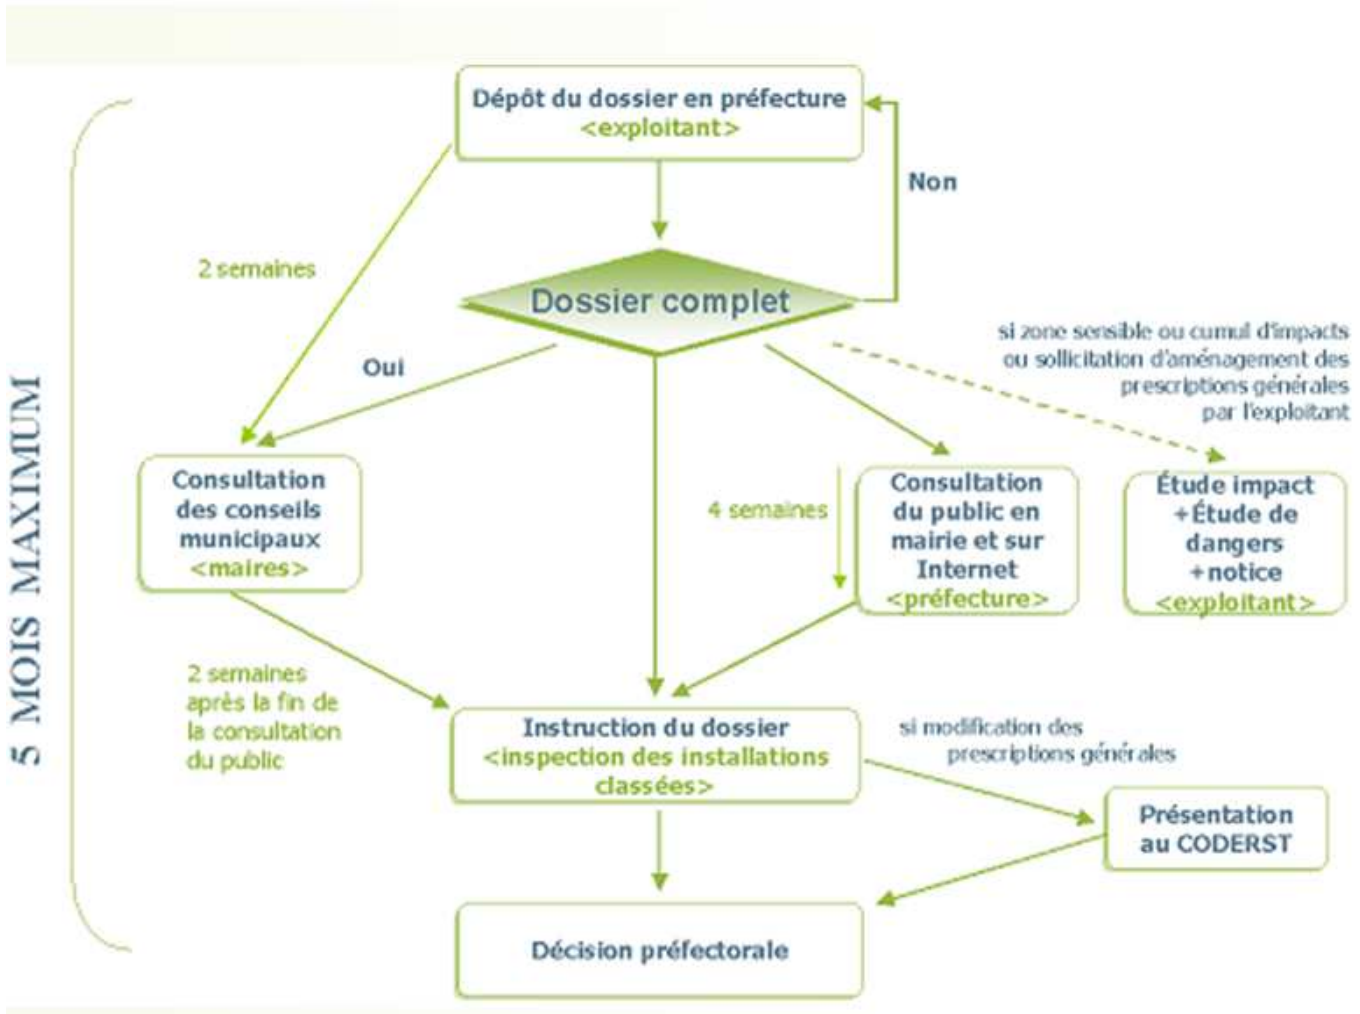 Dépôt du dossier en préfecture
<exploitant>
Non
2 semaines
Dossier complet
Oui
si zone sensible ou cumul d'impacts
ou sollicitation d'aménagement des
prescriptions générales
par l'exploitant
5 MOIS MAXIMUM
Consultation
des conseils
municipaux
<maires>
4 semaines
Consultation
du public en
mairie et sur
Internet
<préfecture>
Étude impact
+Étude de
dangers
+notice
<exploitant>
2 semaines
après la fin de
la consultation
du public
Instruction du dossier
<inspection des installations
classées>
si modification des
prescriptions générales
Présentation
au CODERST
Décision préfectorale